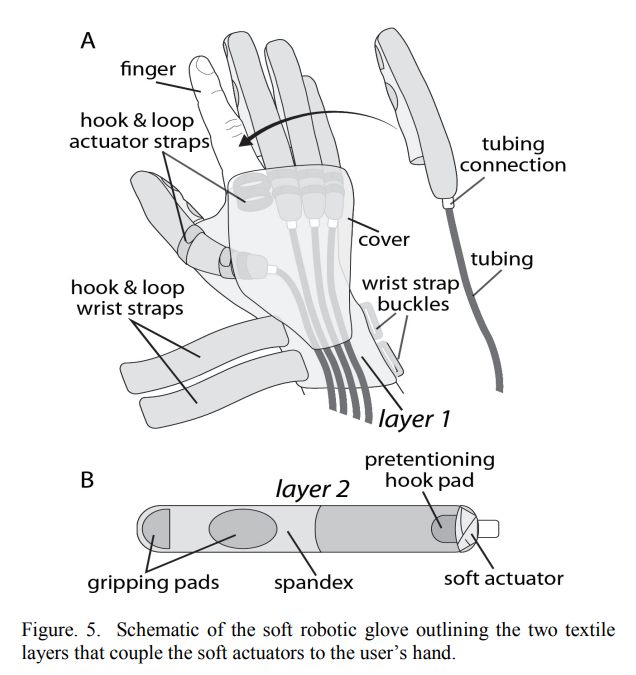 A
finger
hook & loop
actuator straps
tubing
connection
cover
tubing
hook & loop
wrist straps
wrist strap
buckles
layer 1
B
layer 2
pretentioning
hook pad
gripping pads
spandex
soft actuator
Figure. 5. Schematic of the soft robotic glove outlining the two textile
layers that couple the soft actuators to the user's hand.